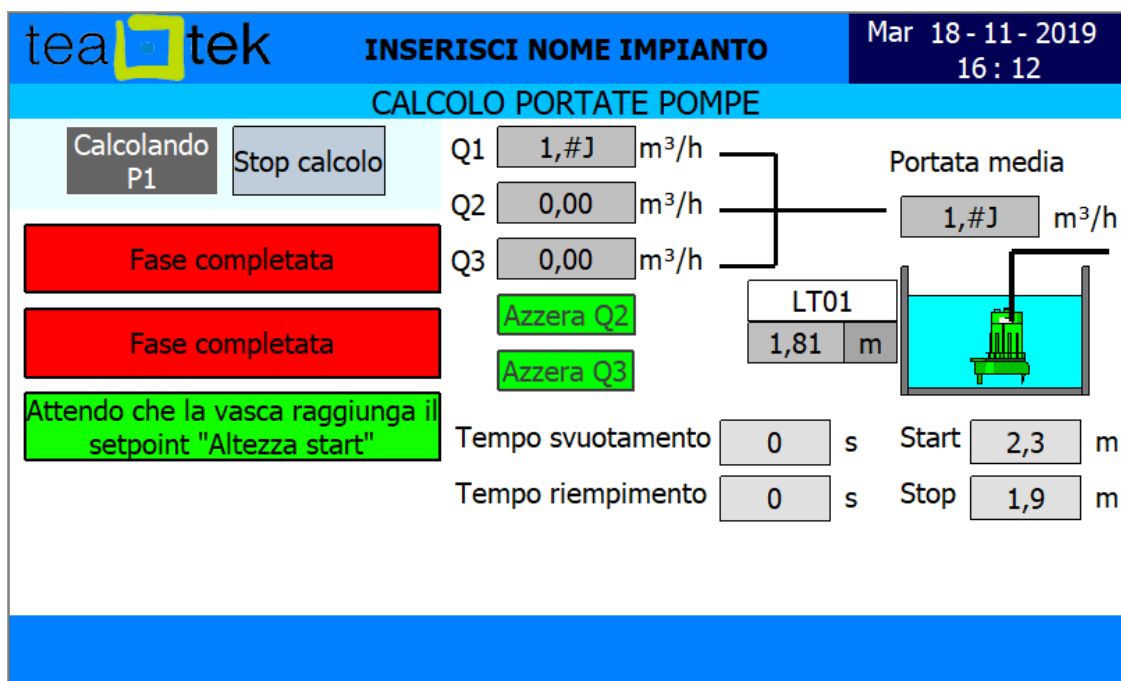 tea tek
INSERISCI NOME IMPIANTO
Mar 18 - 11 - 2019
16 : 12
CALCOLO PORTATE POMPE
Calcolando
P1
Stop calcolo
Q1 1,#J m³/h
Q2 0,00 m³/h
Q3 0,00 m³/h
Portata media
1,#J m³/h
Fase completata
Fase completata
Attendo che la vasca raggiunga il
setpoint "Altezza start"
Azzera Q2
Azzera Q3
LT01
1,81 m
Tempo svuotamento 0 s
Start 2,3 m
Tempo riempimento 0 s
Stop 1,9 m